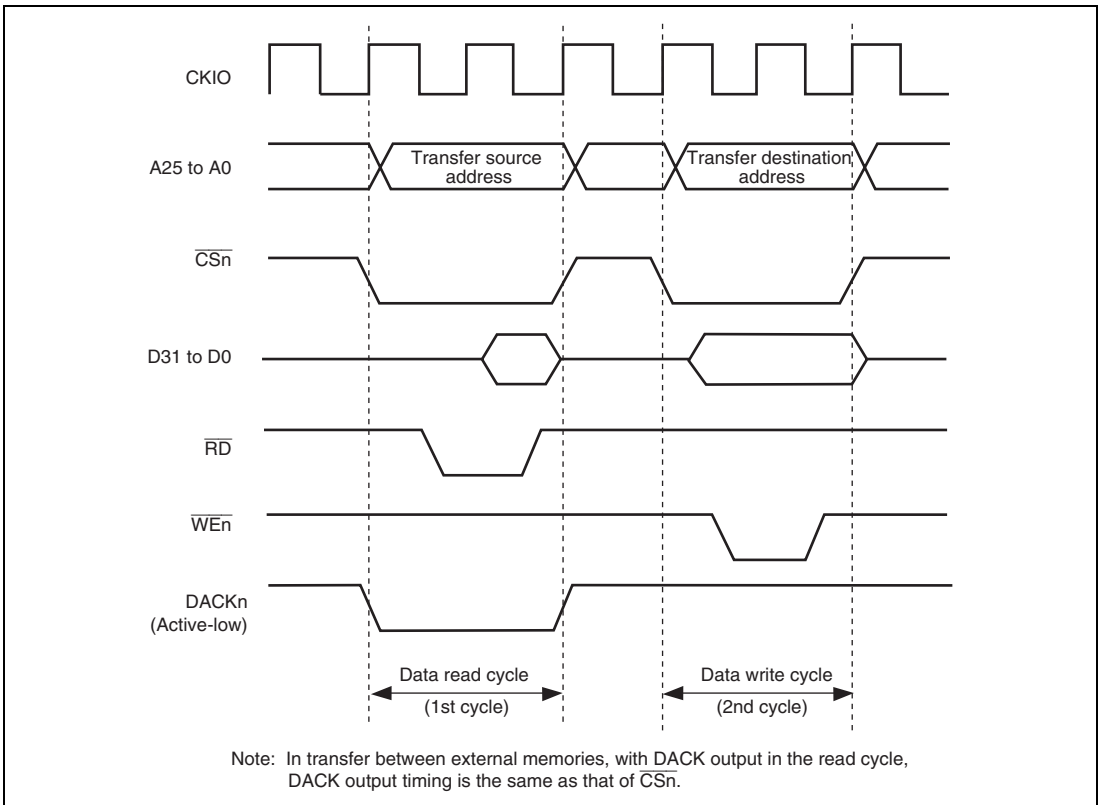 CKIO
A25 to A0
Transfer source
address
Transfer destination
address
CSn
D31 to D0
RD
WEn
DACKn
(Active-low)
Data read cycle
(1st cycle)
Data write cycle
(2nd cycle)
Note: In transfer between external memories, with DACK output in the read cycle,
DACK output timing is the same as that of CSn.